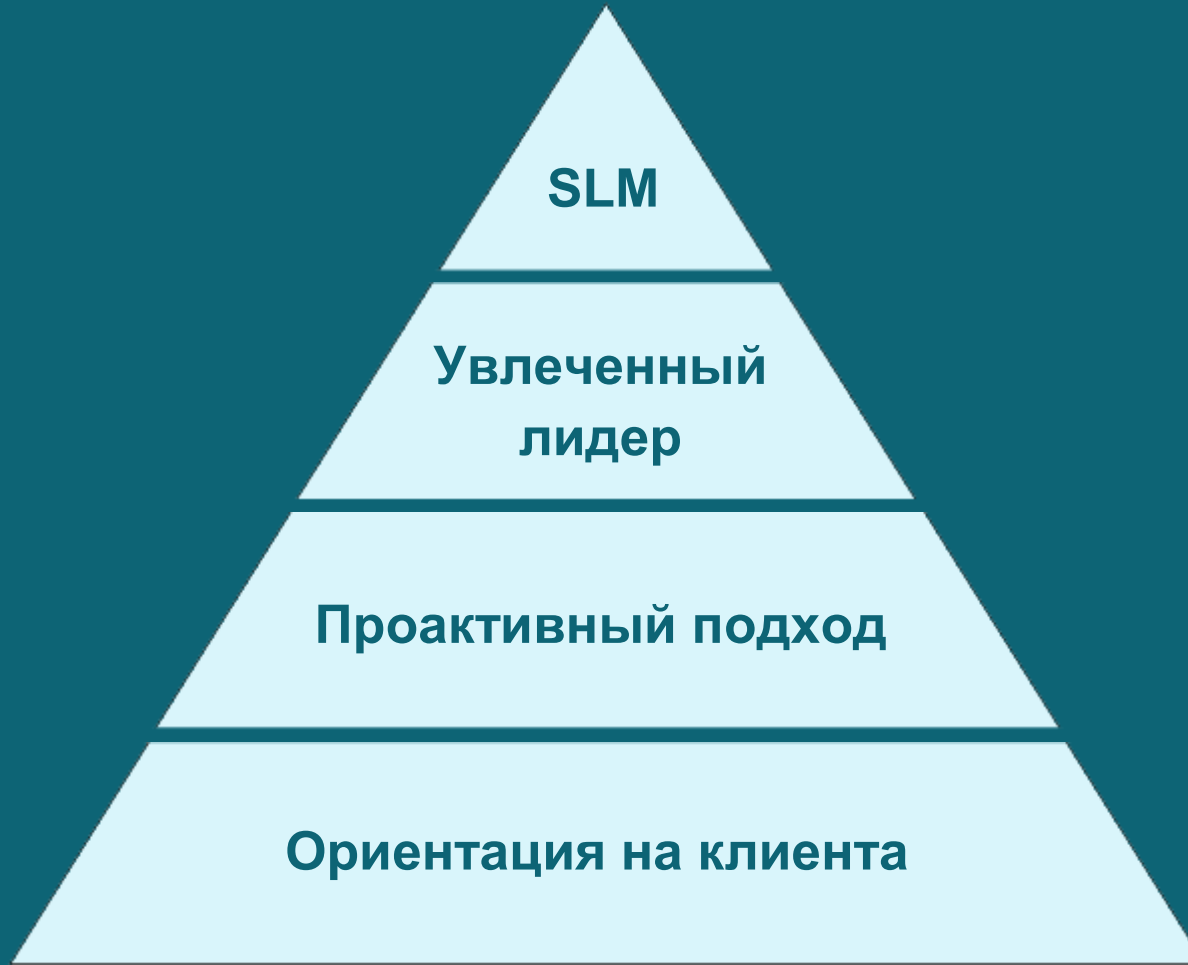 SLM
Увлеченный
лидер
Проактивный подход
Ориентация на клиента